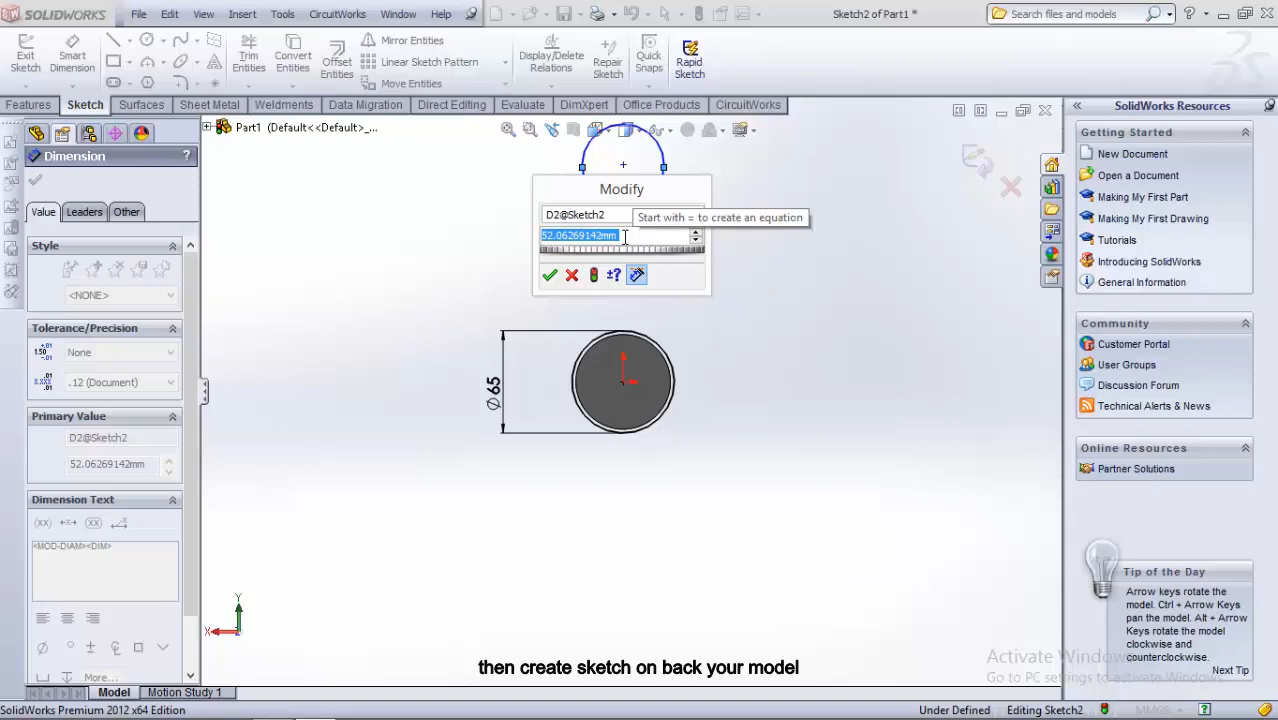 SOLIDWORKS File Edit View Insert Tools CircuitWorks Window Help Sketch2 of Part1 * Search files and models
Exit Sketch
Smart Dimension
Trim Entities
Convert Entities
Offset Entities
Mirror Entities
Linear Sketch Pattern
Move Entities
Display/Delete Relations
Repair Sketch
Quick Snaps
Rapid Sketch
Features Sketch Surfaces Sheet Metal Weldments Data Migration Direct Editing Evaluate DimXpert Office Products CircuitWorks
Part1 (Default<<Default>_...
Dimension ?
Value Leaders Other
Style
<NONE>
Tolerance/Precision
None
.12 (Document)
Primary Value
D2@Sketch2
52.06269142mm
Dimension Text
<MOD-DIAM><DIM>
More...
Modify
D2@Sketch2
Start with = to create an equation
52.06269142mm
∅65
Y
X
then create sketch on back your model
SolidWorks Resources
Getting Started
New Document
Open a Document
Making My First Part
Making My First Drawing
Tutorials
Introducing SolidWorks
General Information
Community
Customer Portal
User Groups
Discussion Forum
Technical Alerts & News
Online Resources
Partner Solutions
Tip of the Day
Arrow keys rotate the
model. Ctrl + Arrow Keys
pan the model. Alt + Arrow
Keys rotate the model
clockwise and
counterclockwise.
Next Tip
Activate Windows
Go to PC settings to activate Windows.
Model Motion Study 1
SolidWorks Premium 2012 x64 Edition Under Defined Editing Sketch2 MMGS